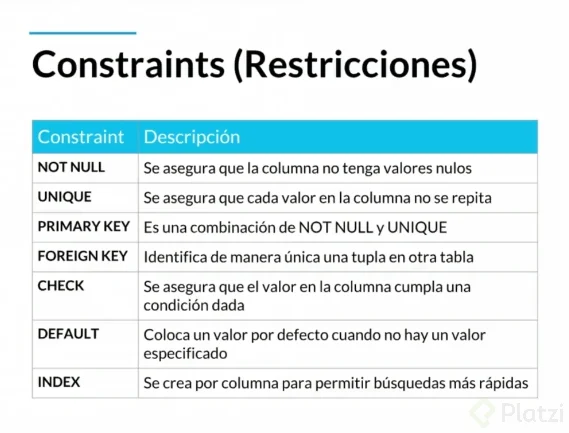 Constraints (Restricciones)
Constraint Descripción
NOT NULL Se asegura que la columna no tenga valores nulos
UNIQUE Se asegura que cada valor en la columna no se repita
PRIMARY KEY Es una combinación de NOT NULL y UNIQUE
FOREIGN KEY Identifica de manera única una tupla en otra tabla
CHECK Se asegura que el valor en la columna cumpla una
condición dada
DEFAULT Coloca un valor por defecto cuando no hay un valor
especificado
INDEX Se crea por columna para permitir búsquedas más rápidas
Platzi